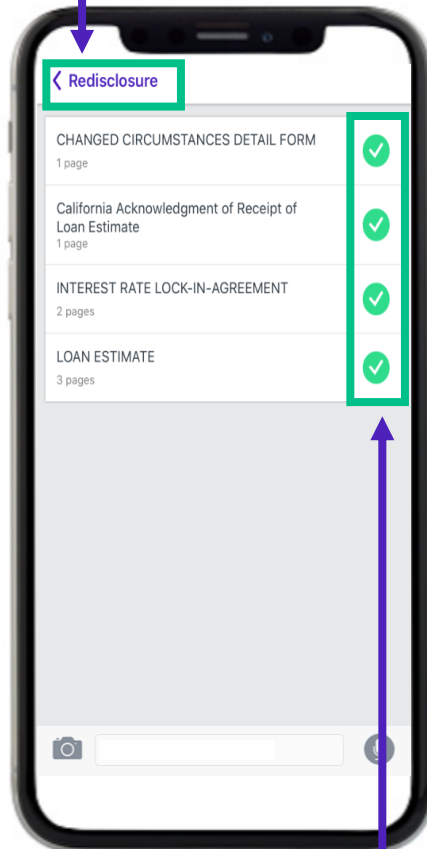 Redisclosure
CHANGED CIRCUMSTANCES DETAIL FORM
1 page
California Acknowledgment of Receipt of
Loan Estimate
1 page
INTEREST RATE LOCK-IN-AGREEMENT
2 pages
LOAN ESTIMATE
3 pages